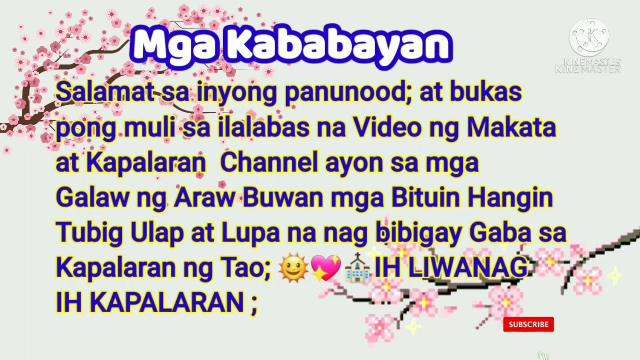 Mga Kababayan
KINEMASTER
KINEMASTER
Salamat sa inyong panunood; at bukas
pong muli sa ilalabas na Video ng Makata
at Kapalaran Channel ayon sa mga
Galaw ng Araw Buwan mga Bituin Hangin
Tubig Ulap at Lupa na nag bibigay Gaba sa
Kapalaran ng Tao; 🌞💖⛪IH LIWANAG
IH KAPALARAN ;
SUBSCRIBE